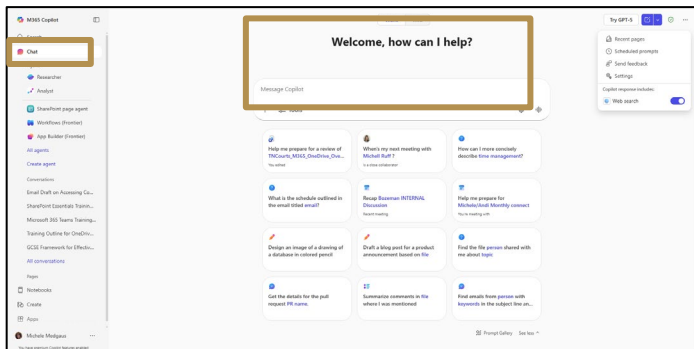 M365 Copilot
Chat
Researcher
Analyst
SharePoint page agent
Workflows (Frontier)
App Builder (Frontier)
All agents
Create agent
Conversations
Email Draft on Accessing Co...
SharePoint Essentials Trainin...
Microsoft 365 Teams Training...
Training Outline for OneDriv...
GCSE Framework for Effectiv...
All conversations
Pages
Notebooks
Create
Apps
Michele Medgaus
Welcome, how can I help?
Message Copilot
Help me prepare for a review of
TNCourts_M365_OneDrive_Ove...
You edited
When's my next meeting with
Michell Ruff ?
is a close collaborator
How can I more concisely
describe time management?
What is the schedule outlined in
the email titled email?
Recap Bozeman INTERNAL
Discussion
Recent meeting
Help me prepare for
Michele/Jindi Monthly connect
You're meeting with
Design an image of a drawing of
a database in colored pencil
Draft a blog post for a product
announcement based on file
Find the file person shared with
me about topic
Get the details for the pull
request PR name.
Summarize comments in file
where I was mentioned
Find emails from person with
keywords in the subject line an...
Prompt Gallery See less
Try GPT-5
Recent pages
Scheduled prompts
Send feedback
Settings
Copilot response includes
Web search